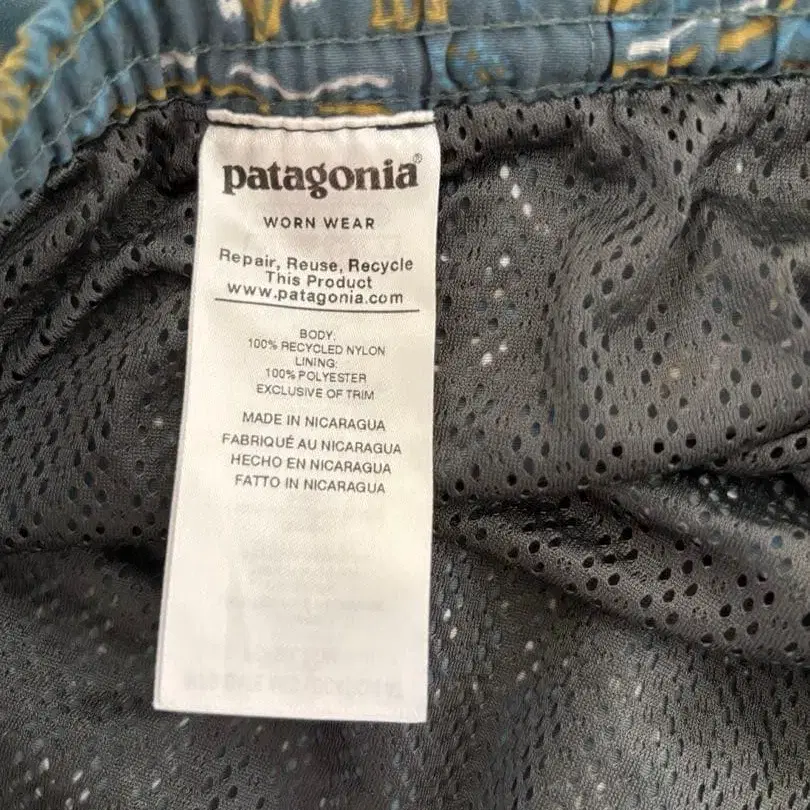 patagonia®
WORN WEAR
Repair, Reuse, Recycle
This Product
www.patagonia.com
BODY:
100% RECYCLED NYLON
LINING:
100% POLYESTER
EXCLUSIVE OF TRIM
MADE IN NICARAGUA
FABRIQUÉ AU NICARAGUA
HECHO EN NICARAGUA
FATTO IN NICARAGUA